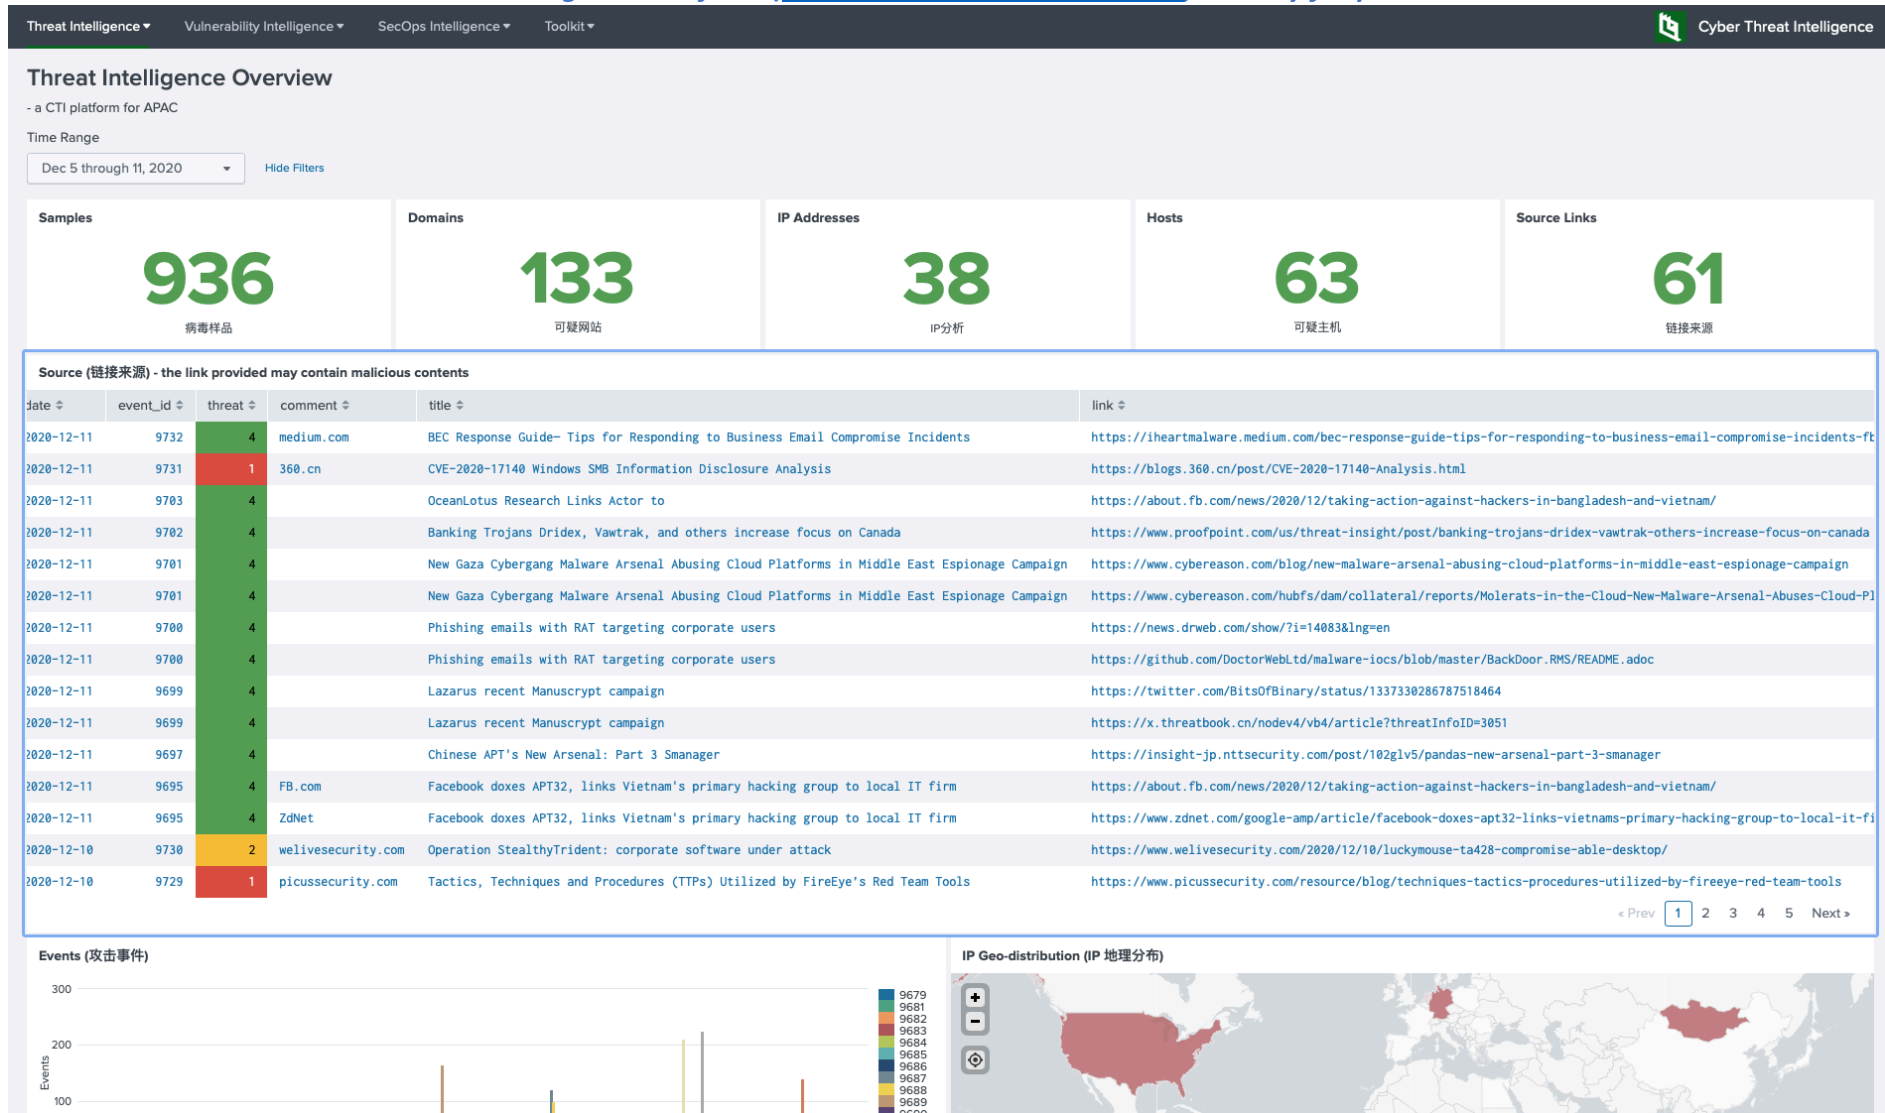 Threat Intelligence Vulnerability Intelligence SecOps Intelligence Toolkit Cyber Threat Intelligence
Threat Intelligence Overview
- a CTI platform for APAC
Time Range
Dec 5 through 11, 2020 Hide Filters
Samples Domains IP Addresses Hosts Source Links
936 133 38 63 61
病毒样品 可疑网站 IP分析 可疑主机 链接来源
Source (链接来源) - the link provided may contain malicious contents
date event_id threat comment title link
2020-12-11 9732 4 medium.com BEC Response Guide— Tips for Responding to Business Email Compromise Incidents https://iheartmalware.medium.com/bec-response-guide-tips-for-responding-to-business-email-compromise-incidents-fb
2020-12-11 9731 1 360.cn CVE-2020-17140 Windows SMB Information Disclosure Analysis https://blogs.360.cn/post/CVE-2020-17140-Analysis.html
2020-12-11 9703 4 OceanLotus Research Links Actor to https://about.fb.com/news/2020/12/taking-action-against-hackers-in-bangladesh-and-vietnam/
2020-12-11 9702 4 Banking Trojans Dridex, Vawtrak, and others increase focus on Canada https://www.proofpoint.com/us/threat-insight/post/banking-trojans-dridex-vawtrak-others-increase-focus-on-canada
2020-12-11 9701 4 New Gaza Cybergang Malware Arsenal Abusing Cloud Platforms in Middle East Espionage Campaign https://www.cybereason.com/blog/new-malware-arsenal-abusing-cloud-platforms-in-middle-east-espionage-campaign
2020-12-11 9701 4 New Gaza Cybergang Malware Arsenal Abusing Cloud Platforms in Middle East Espionage Campaign https://www.cybereason.com/hubfs/dam/collateral/reports/Molerats-in-the-Cloud-New-Malware-Arsenal-Abuses-Cloud-Pl
2020-12-11 9700 4 Phishing emails with RAT targeting corporate users https://news.drweb.com/show/?i=14083&lng=en
2020-12-11 9700 4 Phishing emails with RAT targeting corporate users https://github.com/DoctorWebLtd/malware-iocs/blob/master/BackDoor.RMS/README.adoc
2020-12-11 9699 4 Lazarus recent Manuscrypt campaign https://twitter.com/BitsOfBinary/status/1337330286787518464
2020-12-11 9699 4 Lazarus recent Manuscrypt campaign https://x.threatbook.cn/nodev4/vb4/article?threatInfoID=3051
2020-12-11 9697 4 Chinese APT's New Arsenal: Part 3 Smanager https://insight-jp.nttsecurity.com/post/102glv5/pandas-new-arsenal-part-3-smanager
2020-12-11 9695 4 FB.com Facebook doxes APT32, links Vietnam's primary hacking group to local IT firm https://about.fb.com/news/2020/12/taking-action-against-hackers-in-bangladesh-and-vietnam/
2020-12-11 9695 4 ZdNet Facebook doxes APT32, links Vietnam's primary hacking group to local IT firm https://www.zdnet.com/google-amp/article/facebook-doxes-apt32-links-vietnams-primary-hacking-group-to-local-it-fi
2020-12-10 9730 2 welivesecurity.com Operation StealthyTrident: corporate software under attack https://www.welivesecurity.com/2020/12/10/luckymouse-ta428-compromise-able-desktop/
2020-12-10 9729 1 picussecurity.com Tactics, Techniques and Procedures (TTPs) Utilized by FireEye's Red Team Tools https://www.picussecurity.com/resource/blog/techniques-tactics-procedures-utilized-by-fireeye-red-team-tools
« Prev 1 2 3 4 5 Next »
Events (攻击事件) IP Geo-distribution (IP 地理分布)
300
200
100
Events
9679
9681
9682
9683
9684
9685
9686
9687
9688
9689
+
−